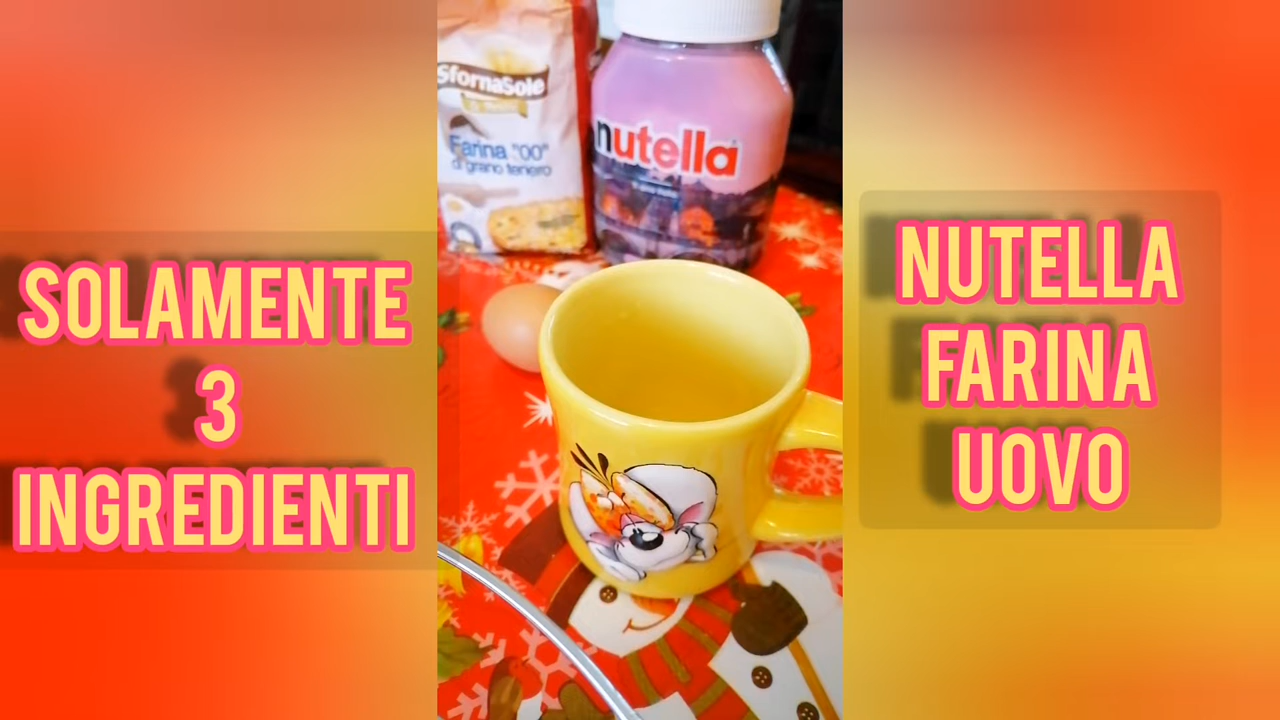 SOLAMENTE
3
INGREDIENTI
SfornaSole
Farina "00"
di grano tenero
nutella
NUTELLA
FARINA
UOVO